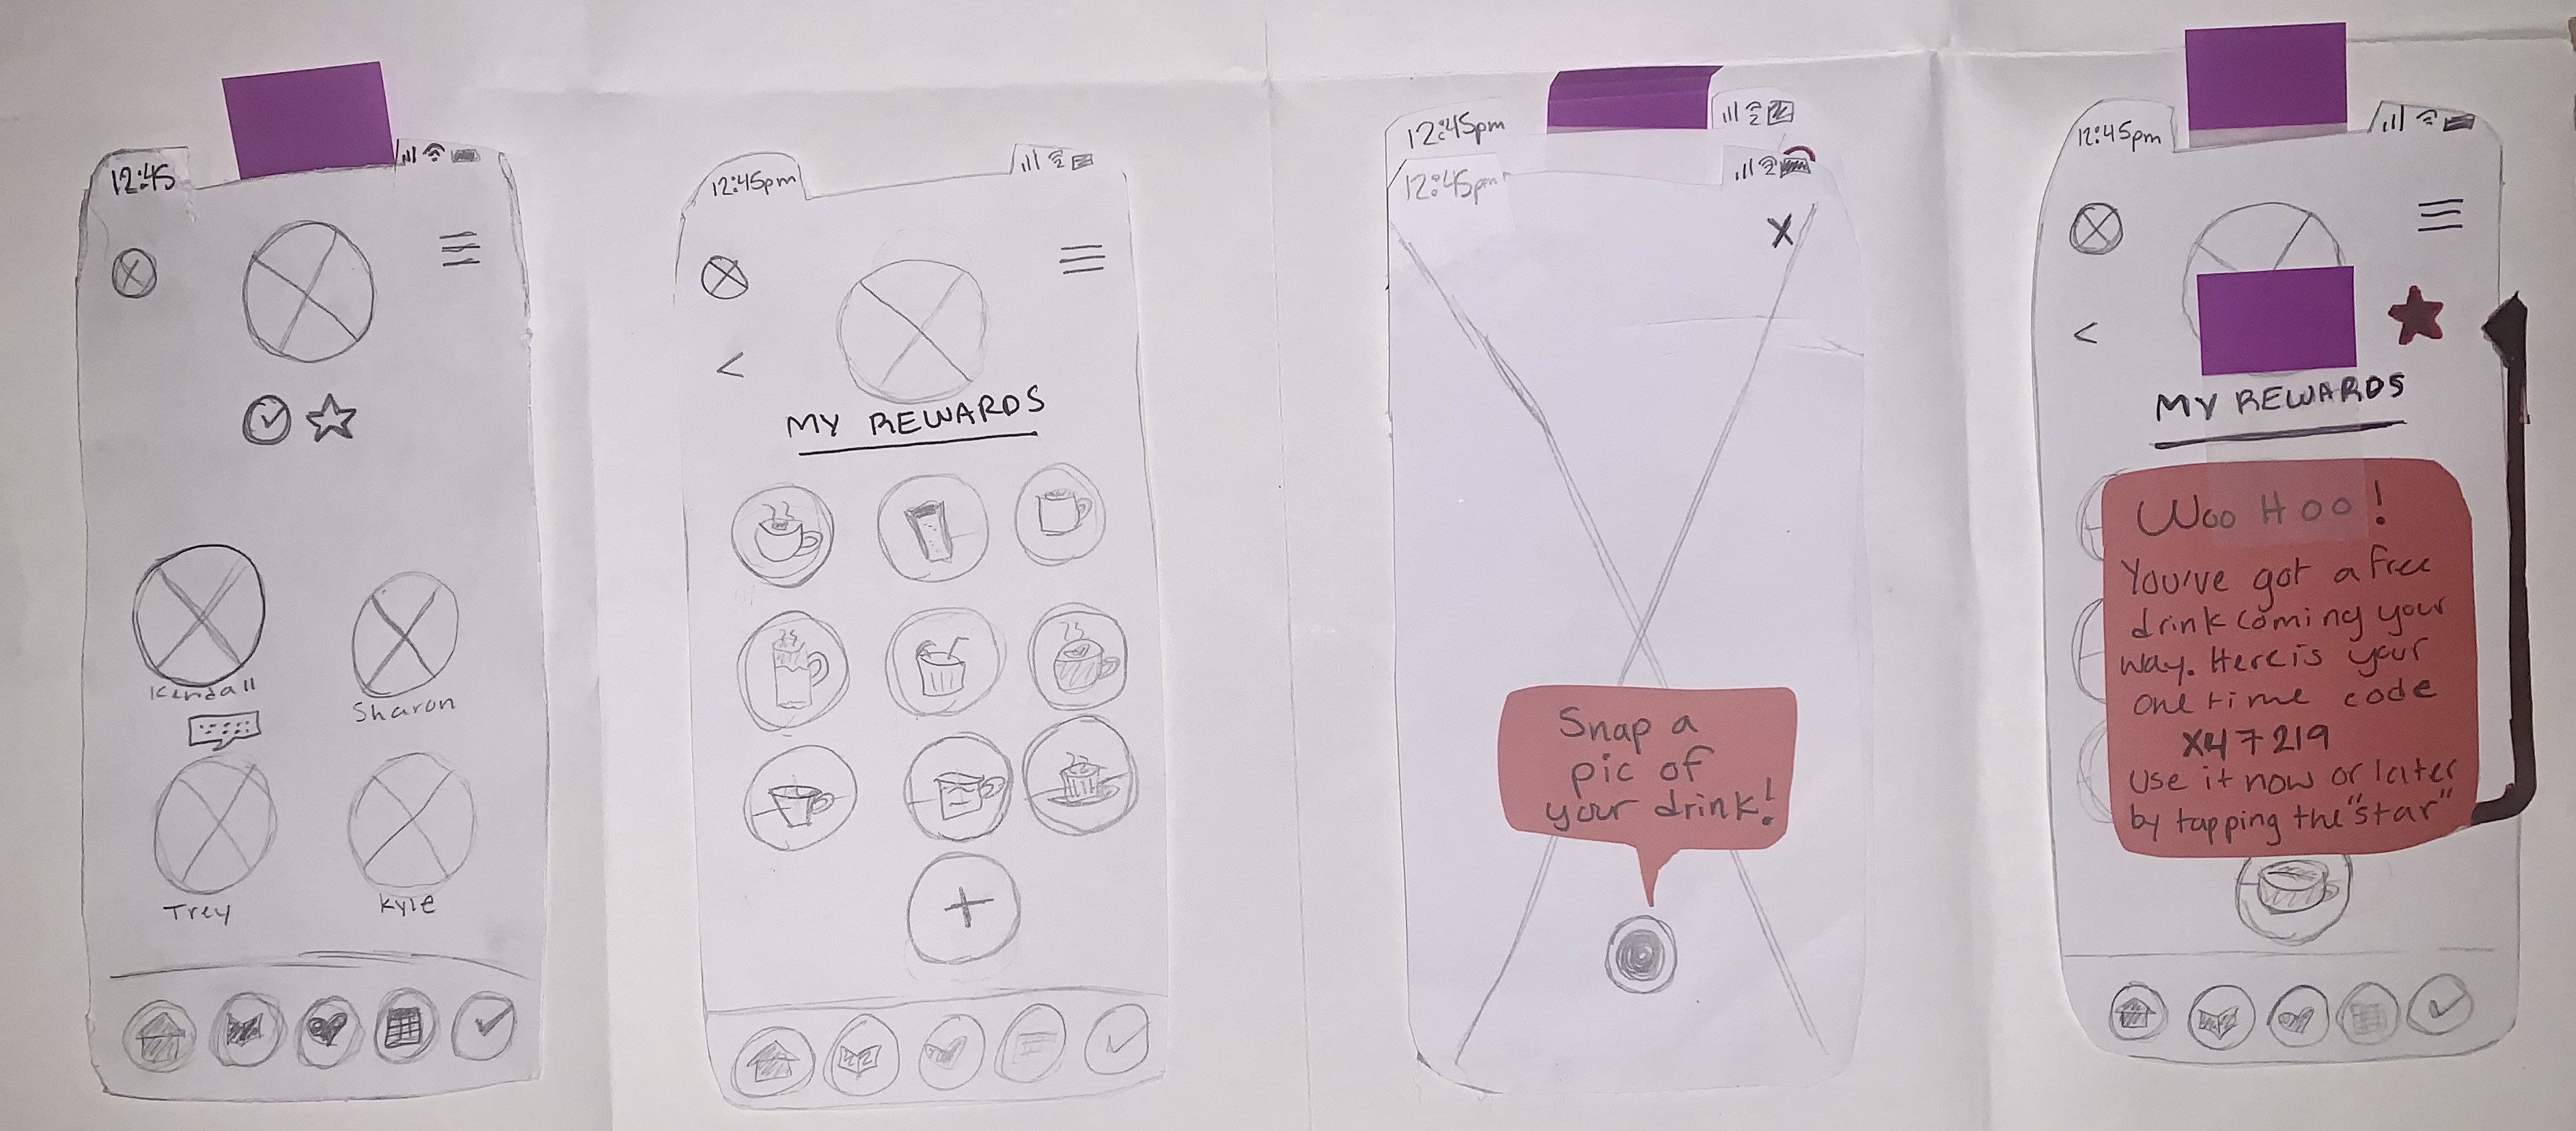 12:45
Kendall
Sharon
Trey
Kyle
12:45pm
MY REWARDS
12:45pm
12:45pm
X
Snap a
pic of
your drink!
12:45pm
MY REWARDS
Woo Hoo!
You've got a free
drink coming your
way. Here is your
one time code
X47219
Use it now or later
by tapping the "star"